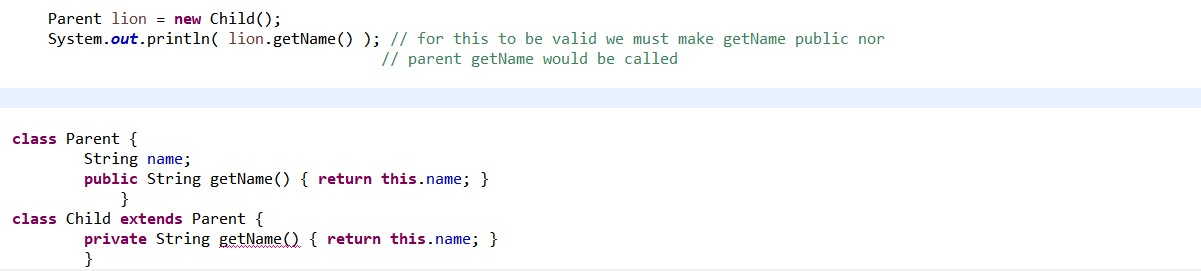 Parent lion = new Child();
System.out.println( lion.getName() ); // for this to be valid we must make getName public nor
// parent getName would be called
class Parent {
String name;
public String getName() { return this.name; }
}
class Child extends Parent {
private String getName() { return this.name; }
}